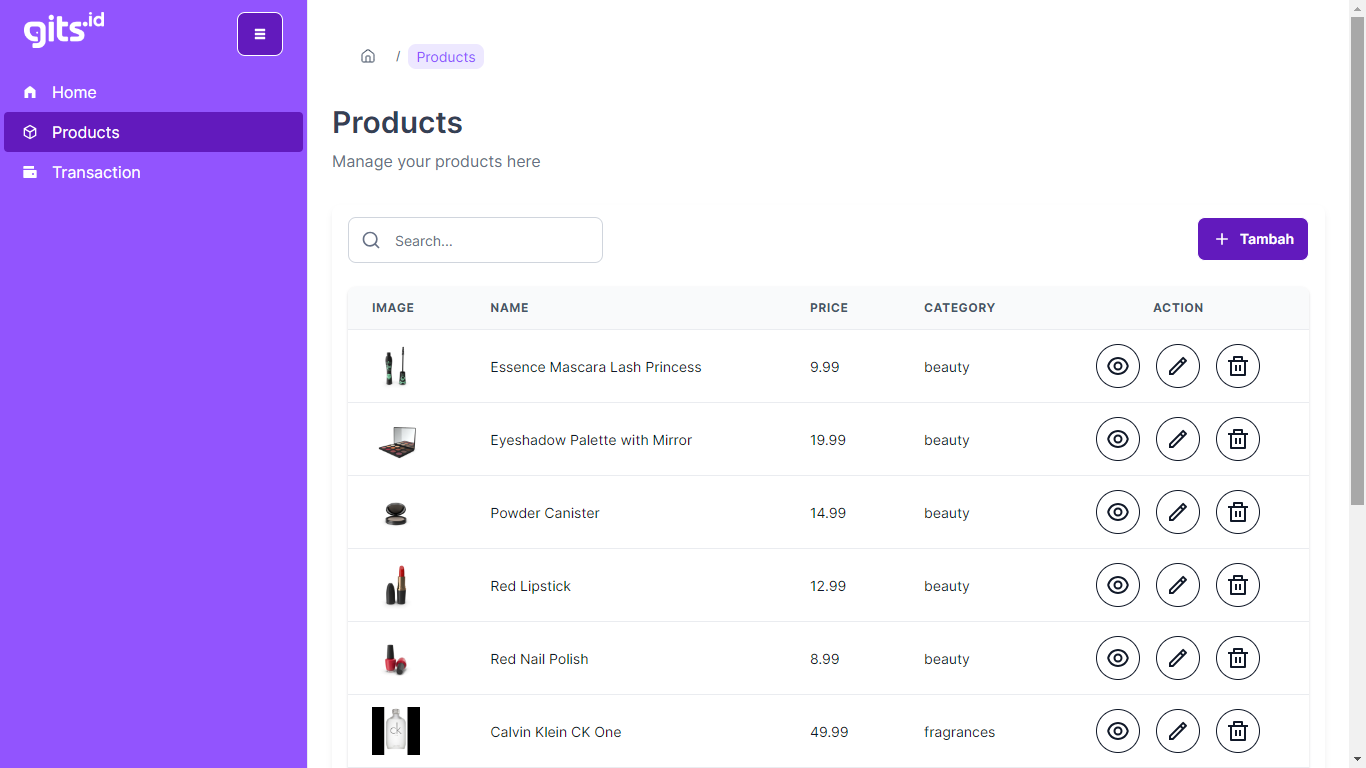 gits.id
Home
Products
Transaction
/ Products
Products
Manage your products here
Search...
+ Tambah
IMAGE NAME PRICE CATEGORY ACTION
Essence Mascara Lash Princess 9.99 beauty
Eyeshadow Palette with Mirror 19.99 beauty
Powder Canister 14.99 beauty
Red Lipstick 12.99 beauty
Red Nail Polish 8.99 beauty
ck
Calvin Klein CK One 49.99 fragrances